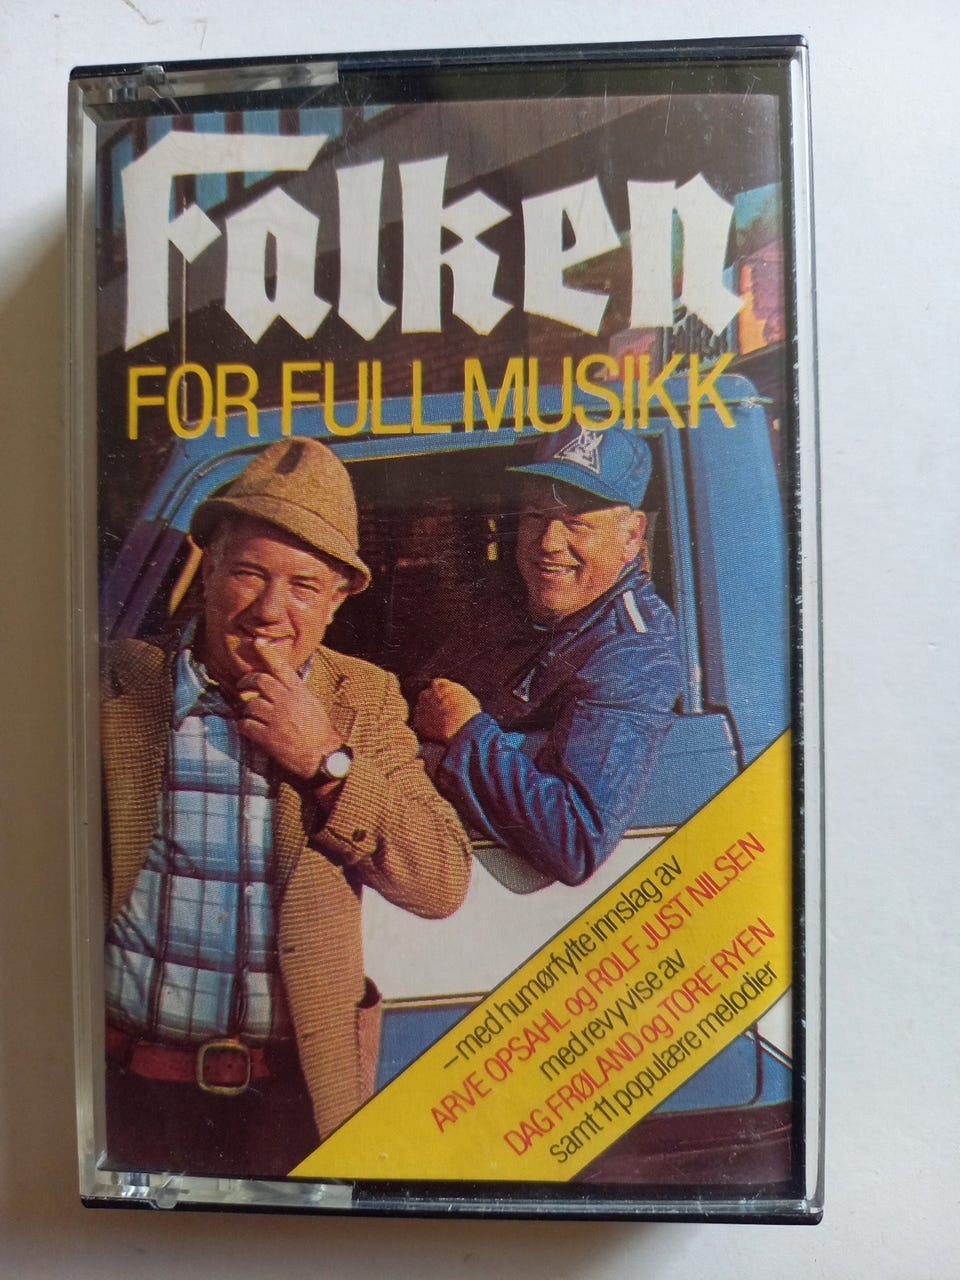 Falken
FOR FULL MUSIKK
– med humørfylte innslag av
ARVE OPSAHL og ROLF JUST NILSEN
med revyvise av
DAG FRØLAND og TORE RYEN
samt 11 populære melodier